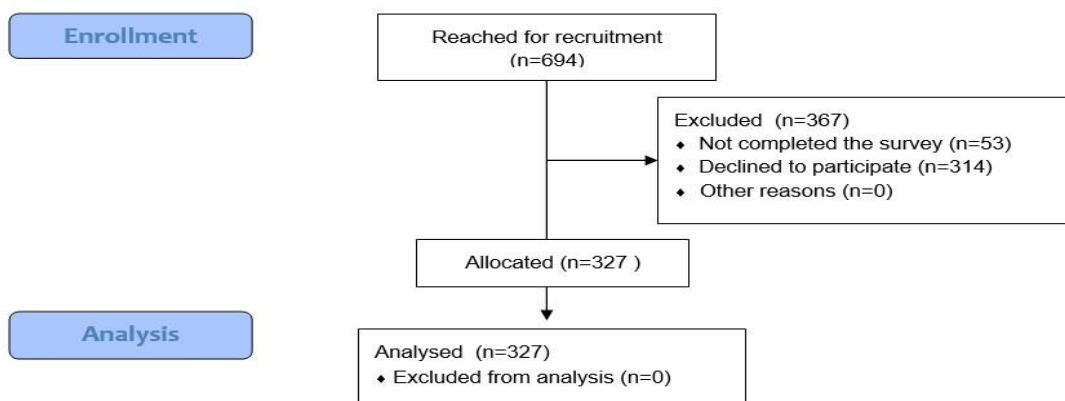 Enrollment
Reached for recruitment
(n=694)
Excluded (n=367)
⬥ Not completed the survey (n=53)
⬥ Declined to participate (n=314)
⬥ Other reasons (n=0)
Allocated (n=327 )
Analysis
Analysed (n=327)
⬥ Excluded from analysis (n=0)